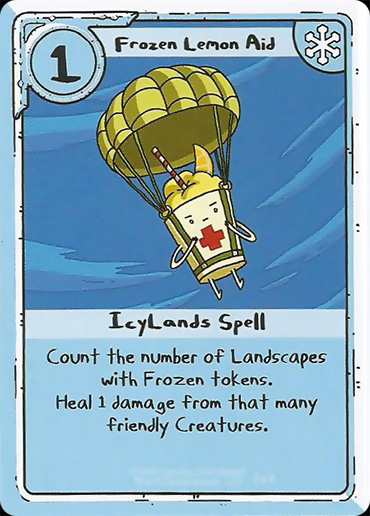 1
Frozen Lemon Aid
IcyLands Spell
Count the number of Landscapes
with Frozen tokens.
Heal 1 damage from that many
friendly Creatures.